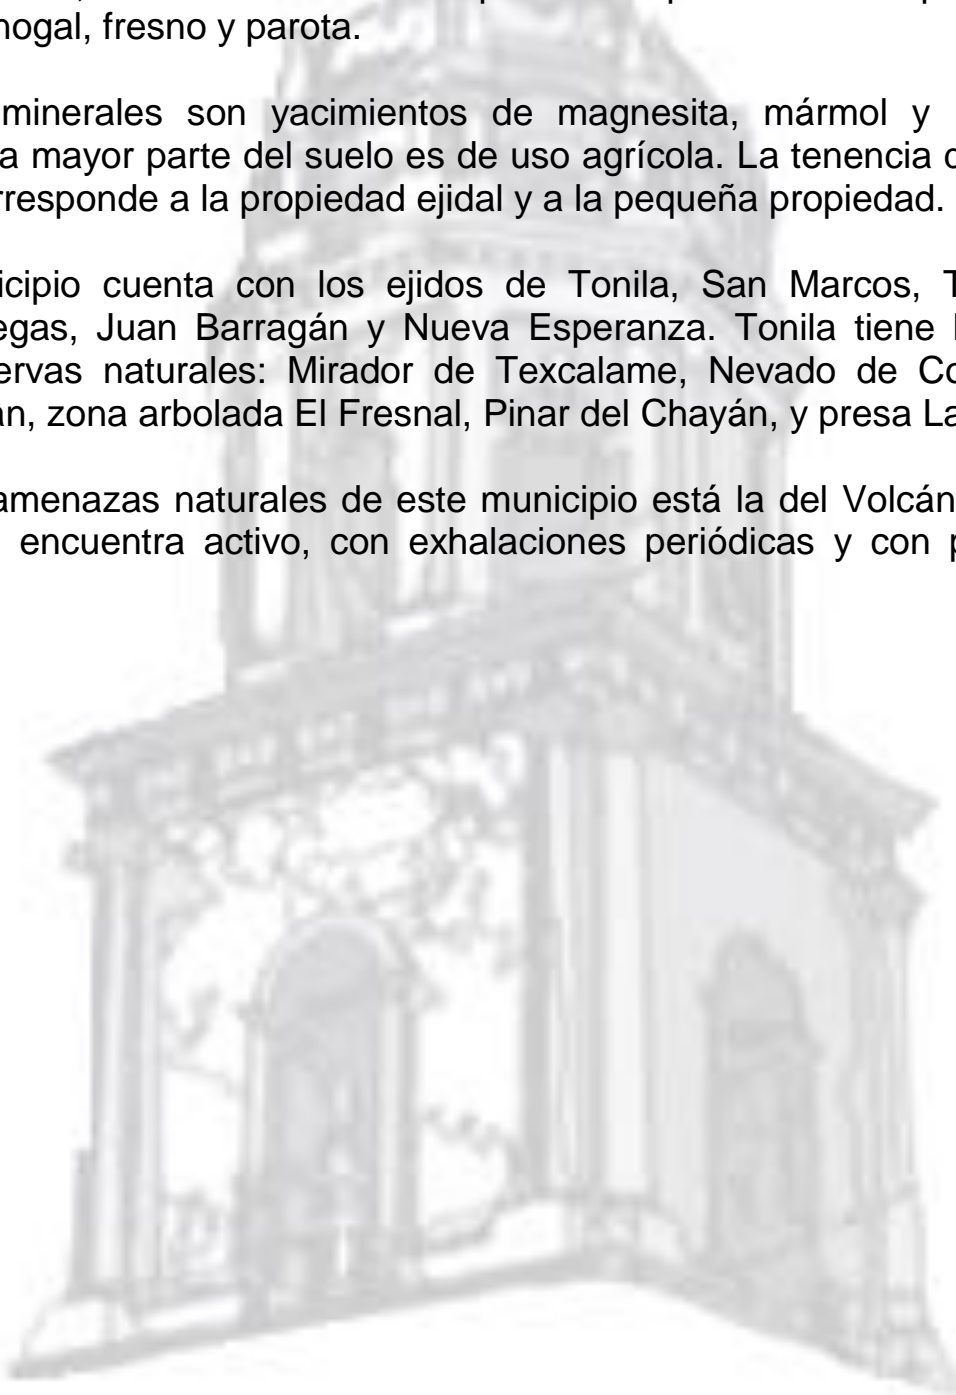 nogal, fresno y parota.
minerales son yacimientos de magnesita, mármol y
a mayor parte del suelo es de uso agrícola. La tenencia
rresponde a la propiedad ejidal y a la pequeña propiedad.
icipio cuenta con los ejidos de Tonila, San Marcos, T
egas, Juan Barragán y Nueva Esperanza. Tonila tiene
ervas naturales: Mirador de Texcalame, Nevado de Co
án, zona arbolada El Fresnal, Pinar del Chayán, y presa La
amenazas naturales de este municipio está la del Volcán
encuentra activo, con exhalaciones periódicas y con p